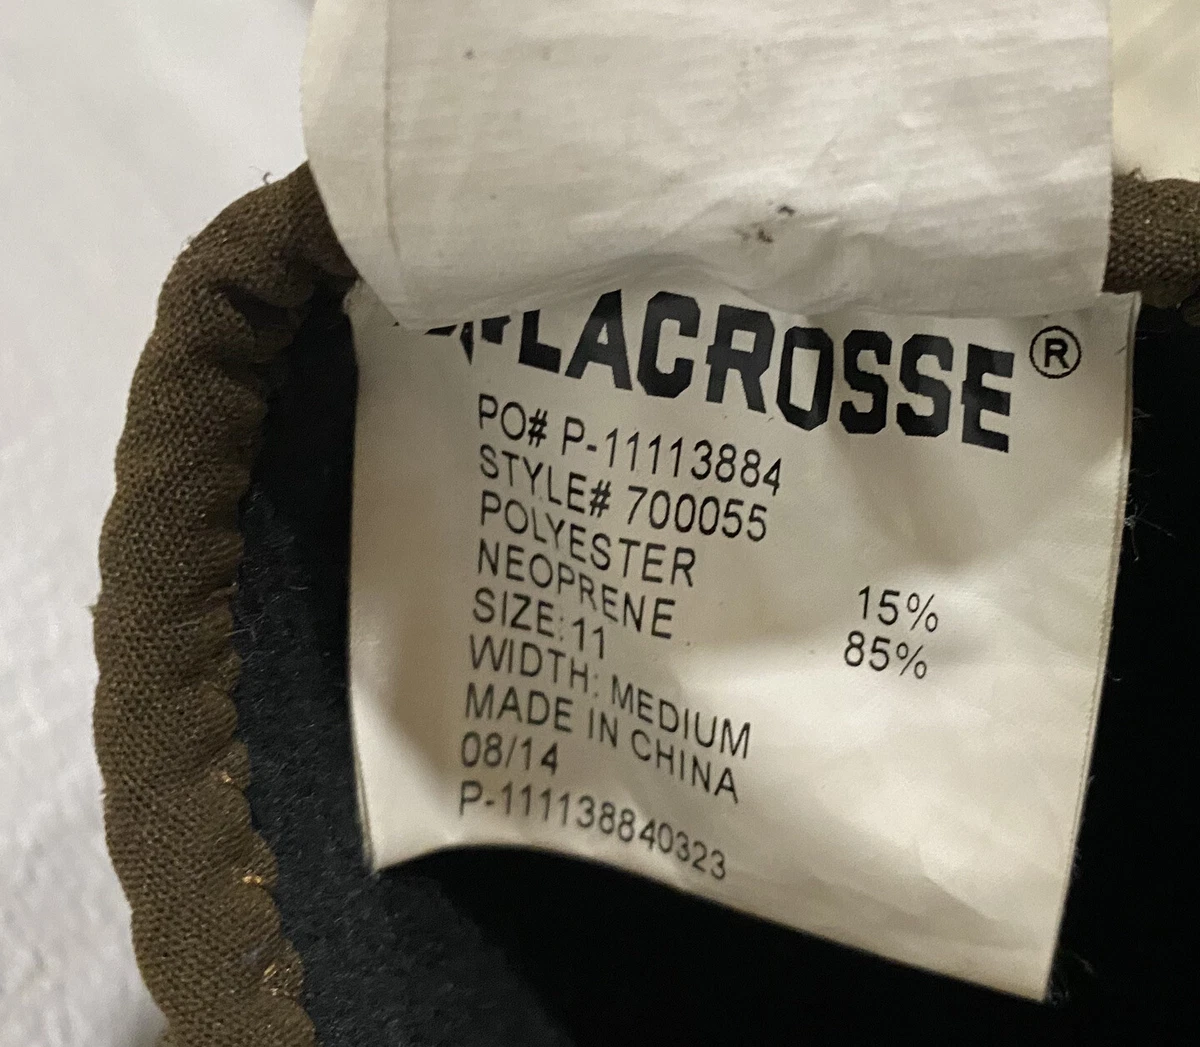 LACROSSE®
PO# P-11113884
STYLE# 700055
POLYESTER 15%
NEOPRENE 85%
SIZE: 11
WIDTH: MEDIUM
MADE IN CHINA
08/14
P-111138840323